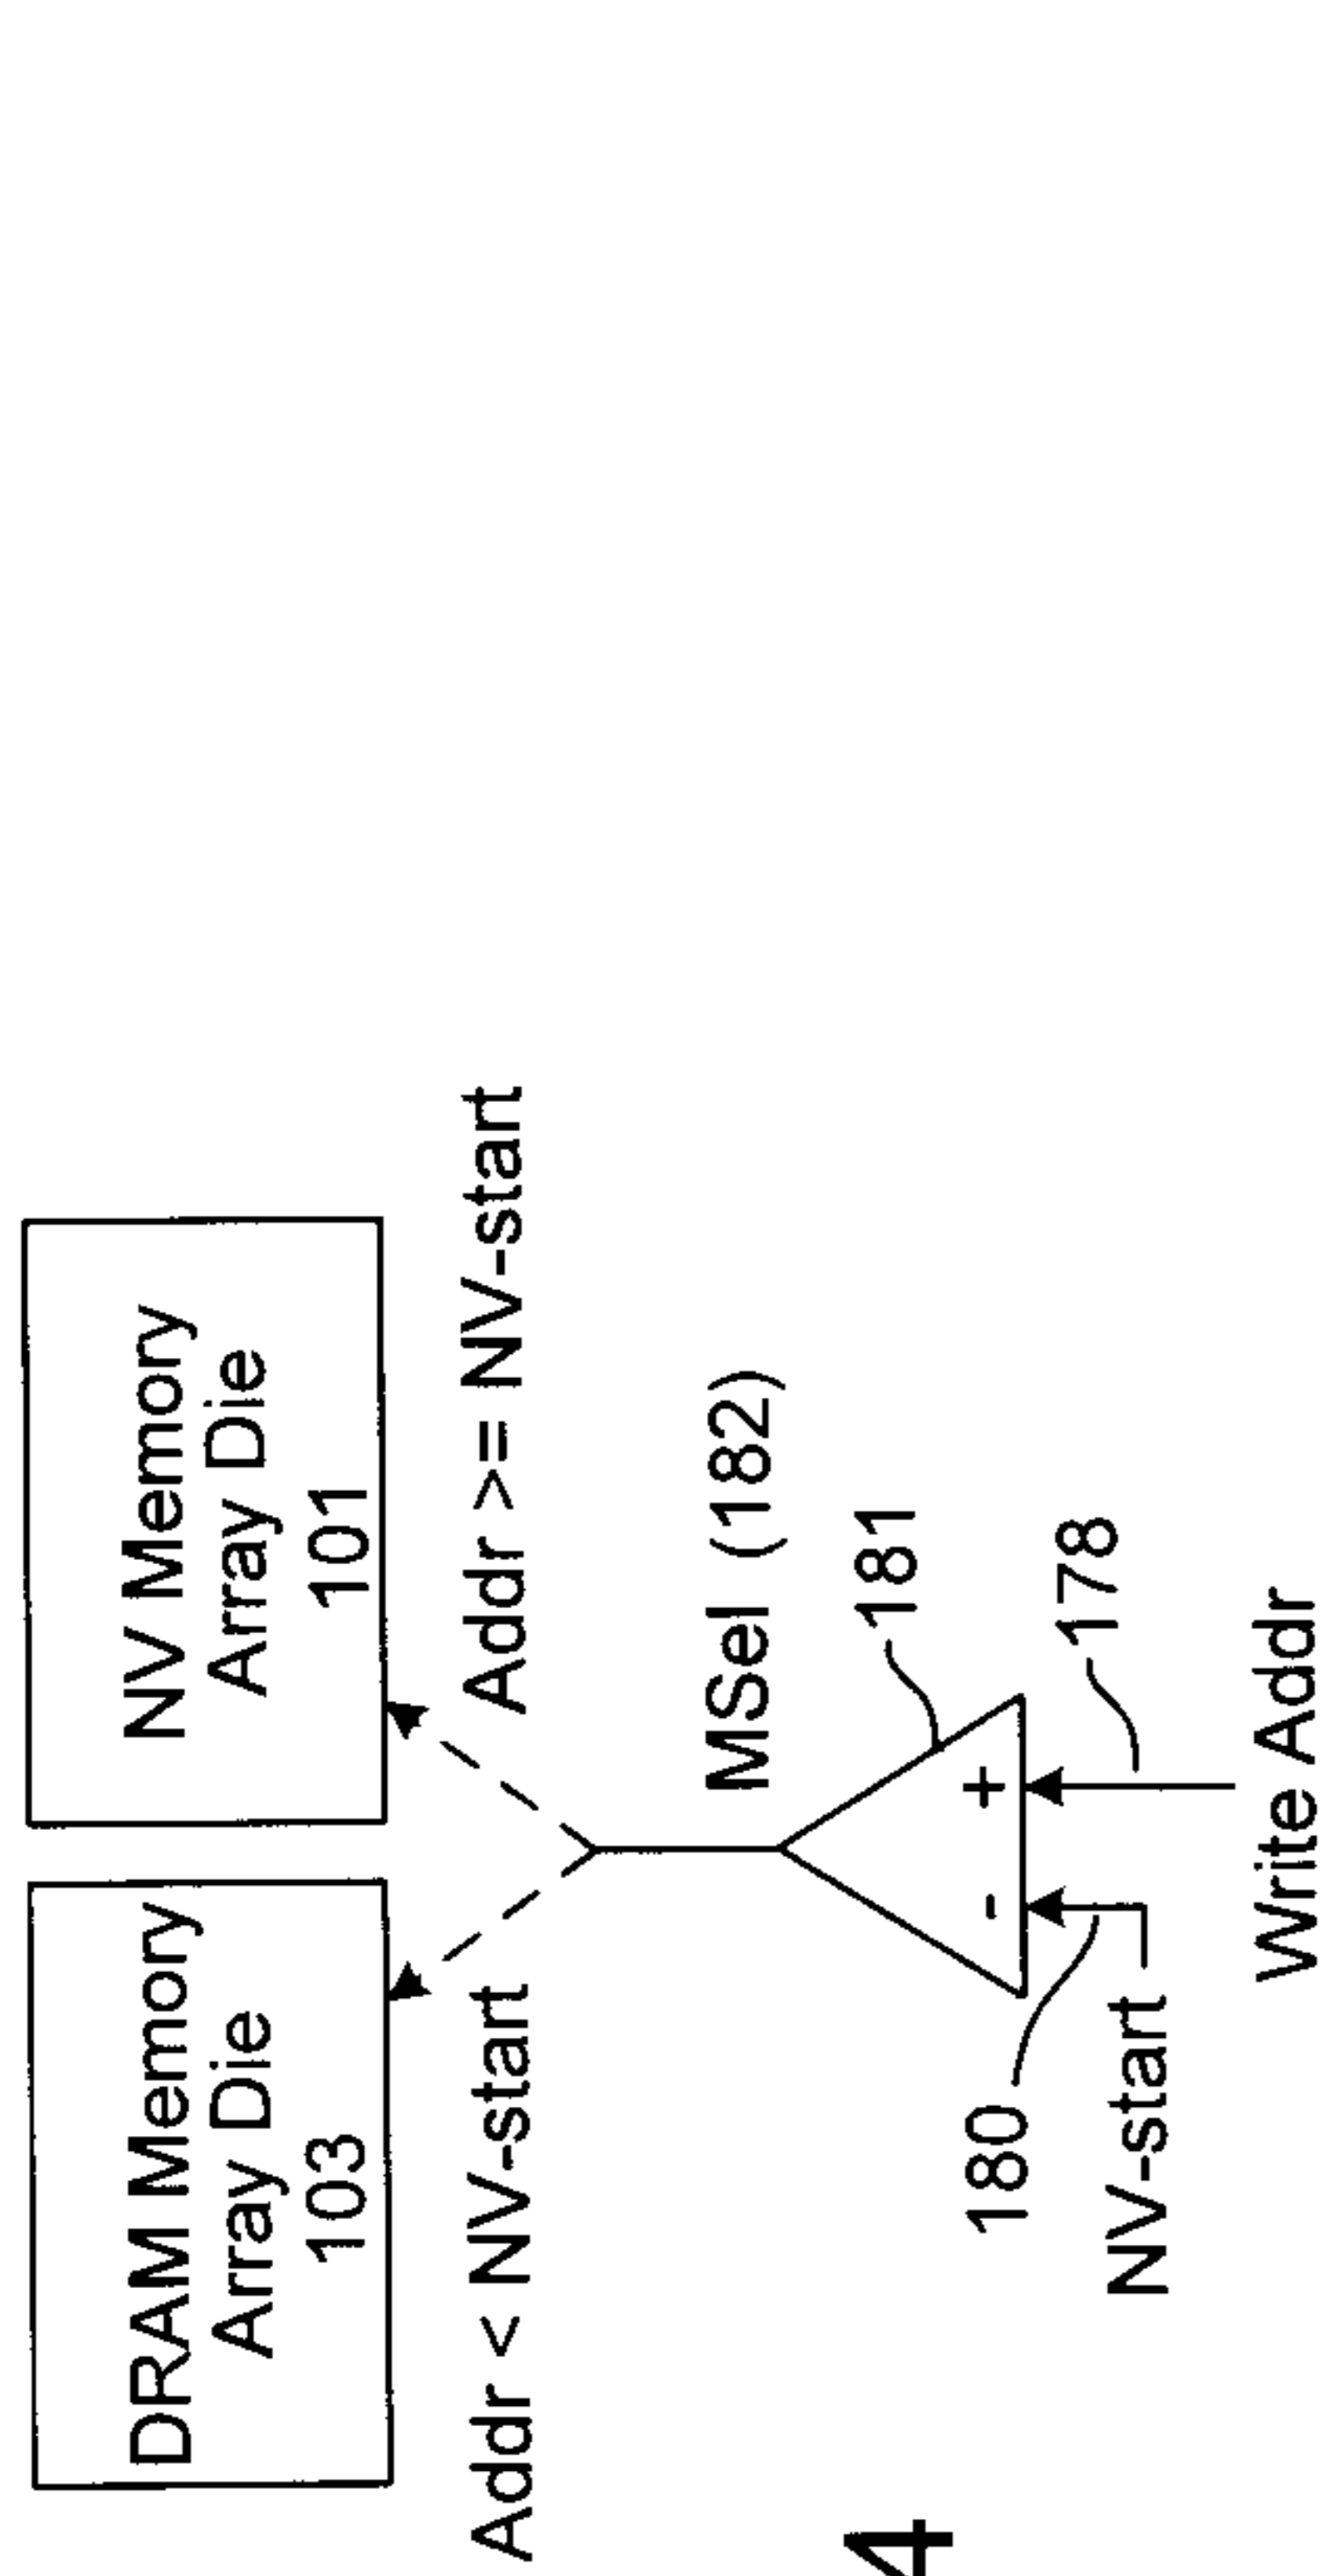 DRAM Memory
Array Die
103
NV Memory
Array Die
101
Addr < NV-start
Addr >= NV-start
MSel (182)
181
- +
180
178
NV-start
Write Addr
4